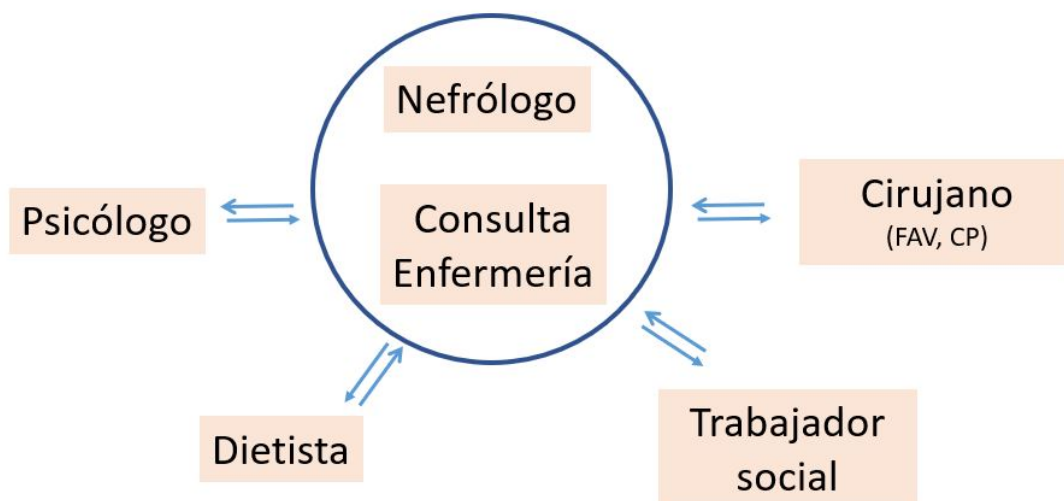 Nefrólogo
Psicólogo
Consulta
Enfermería
Cirujano
(FAV, CP)
Dietista
Trabajador
social